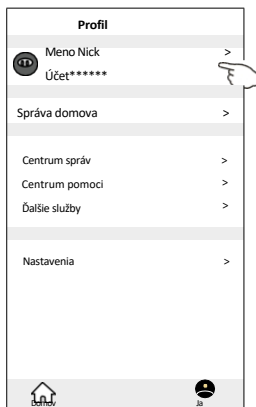 Profil
Meno Nick >
Účet******
Správa domova >
Centrum správ >
Centrum pomoci >
Ďalšie služby >
Nastavenia >
Domov Ja